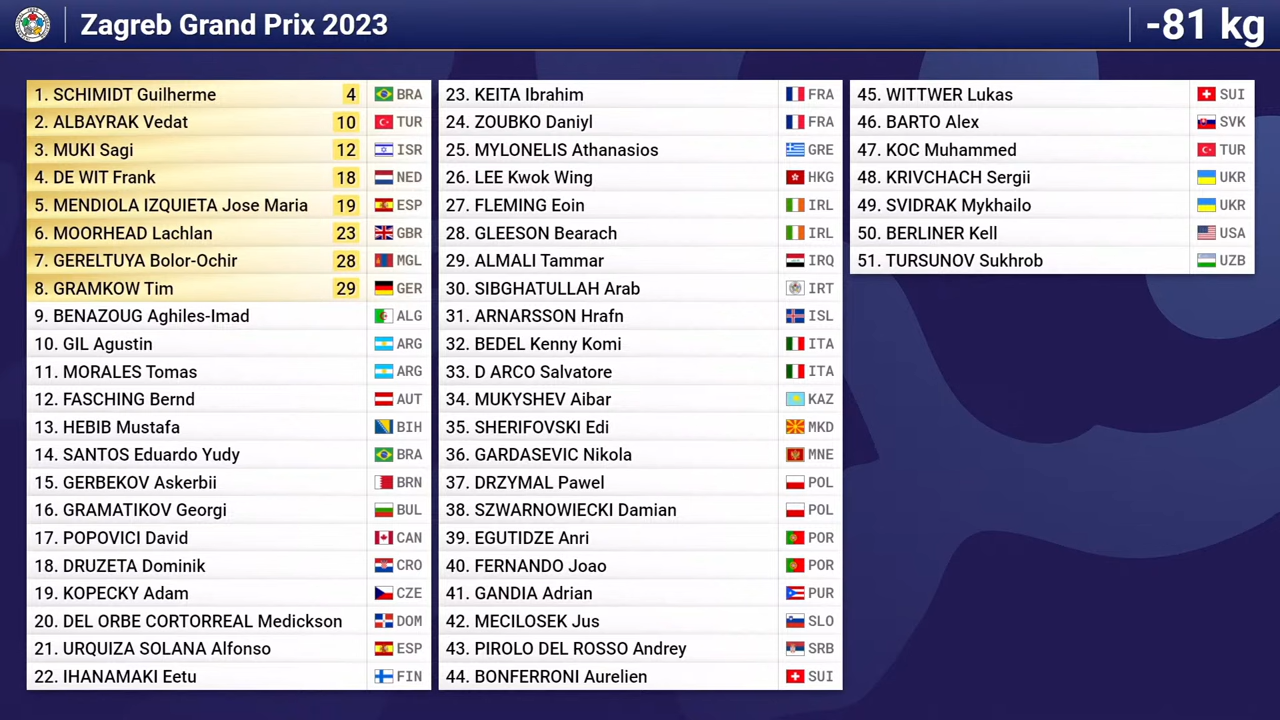 Zagreb Grand Prix 2023
-81 kg
1. SCHIMIDT Guilherme 4 BRA
2. ALBAYRAK Vedat 10 TUR
3. MUKI Sagi 12 ISR
4. DE WIT Frank 18 NED
5. MENDIOLA IZQUIETA Jose Maria 19 ESP
6. MOORHEAD Lachlan 23 GBR
7. GERELTUYA Bolor-Ochir 28 MGL
8. GRAMKOW Tim 29 GER
9. BENAZOUG Aghiles-Imad ALG
10. GIL Agustin ARG
11. MORALES Tomas ARG
12. FASCHING Bernd AUT
13. HEBIB Mustafa BIH
14. SANTOS Eduardo Yudy BRA
15. GERBEKOV Askerbii BRN
16. GRAMATIKOV Georgi BUL
17. POPOVICI David CAN
18. DRUZETA Dominik CRO
19. KOPECKY Adam CZE
20. DEL ORBE CORTORREAL Medickson DOM
21. URQUIZA SOLANA Alfonso ESP
22. IHANAMAKI Eetu FIN
23. KEITA Ibrahim FRA
24. ZOUBKO Daniyl FRA
25. MYLONELIS Athanasios GRE
26. LEE Kwok Wing HKG
27. FLEMING Eoin IRL
28. GLEESON Bearach IRL
29. ALMALI Tammar IRQ
30. SIBGHATULLAH Arab IRT
31. ARNARSSON Hrafn ISL
32. BEDEL Kenny Komi ITA
33. D ARCO Salvatore ITA
34. MUKYSHEV Aibar KAZ
35. SHERIFOVSKI Edi MKD
36. GARDASEVIC Nikola MNE
37. DRZYMAL Pawel POL
38. SZWARNOWIECKI Damian POL
39. EGUTIDZE Anri POR
40. FERNANDO Joao POR
41. GANDIA Adrian PUR
42. MECILOSEK Jus SLO
43. PIROLO DEL ROSSO Andrey SRB
44. BONFERRONI Aurelien SUI
45. WITTWER Lukas SUI
46. BARTO Alex SVK
47. KOC Muhammed TUR
48. KRIVCHACH Sergii UKR
49. SVIDRAK Mykhailo UKR
50. BERLINER Kell USA
51. TURSUNOV Sukhrob UZB